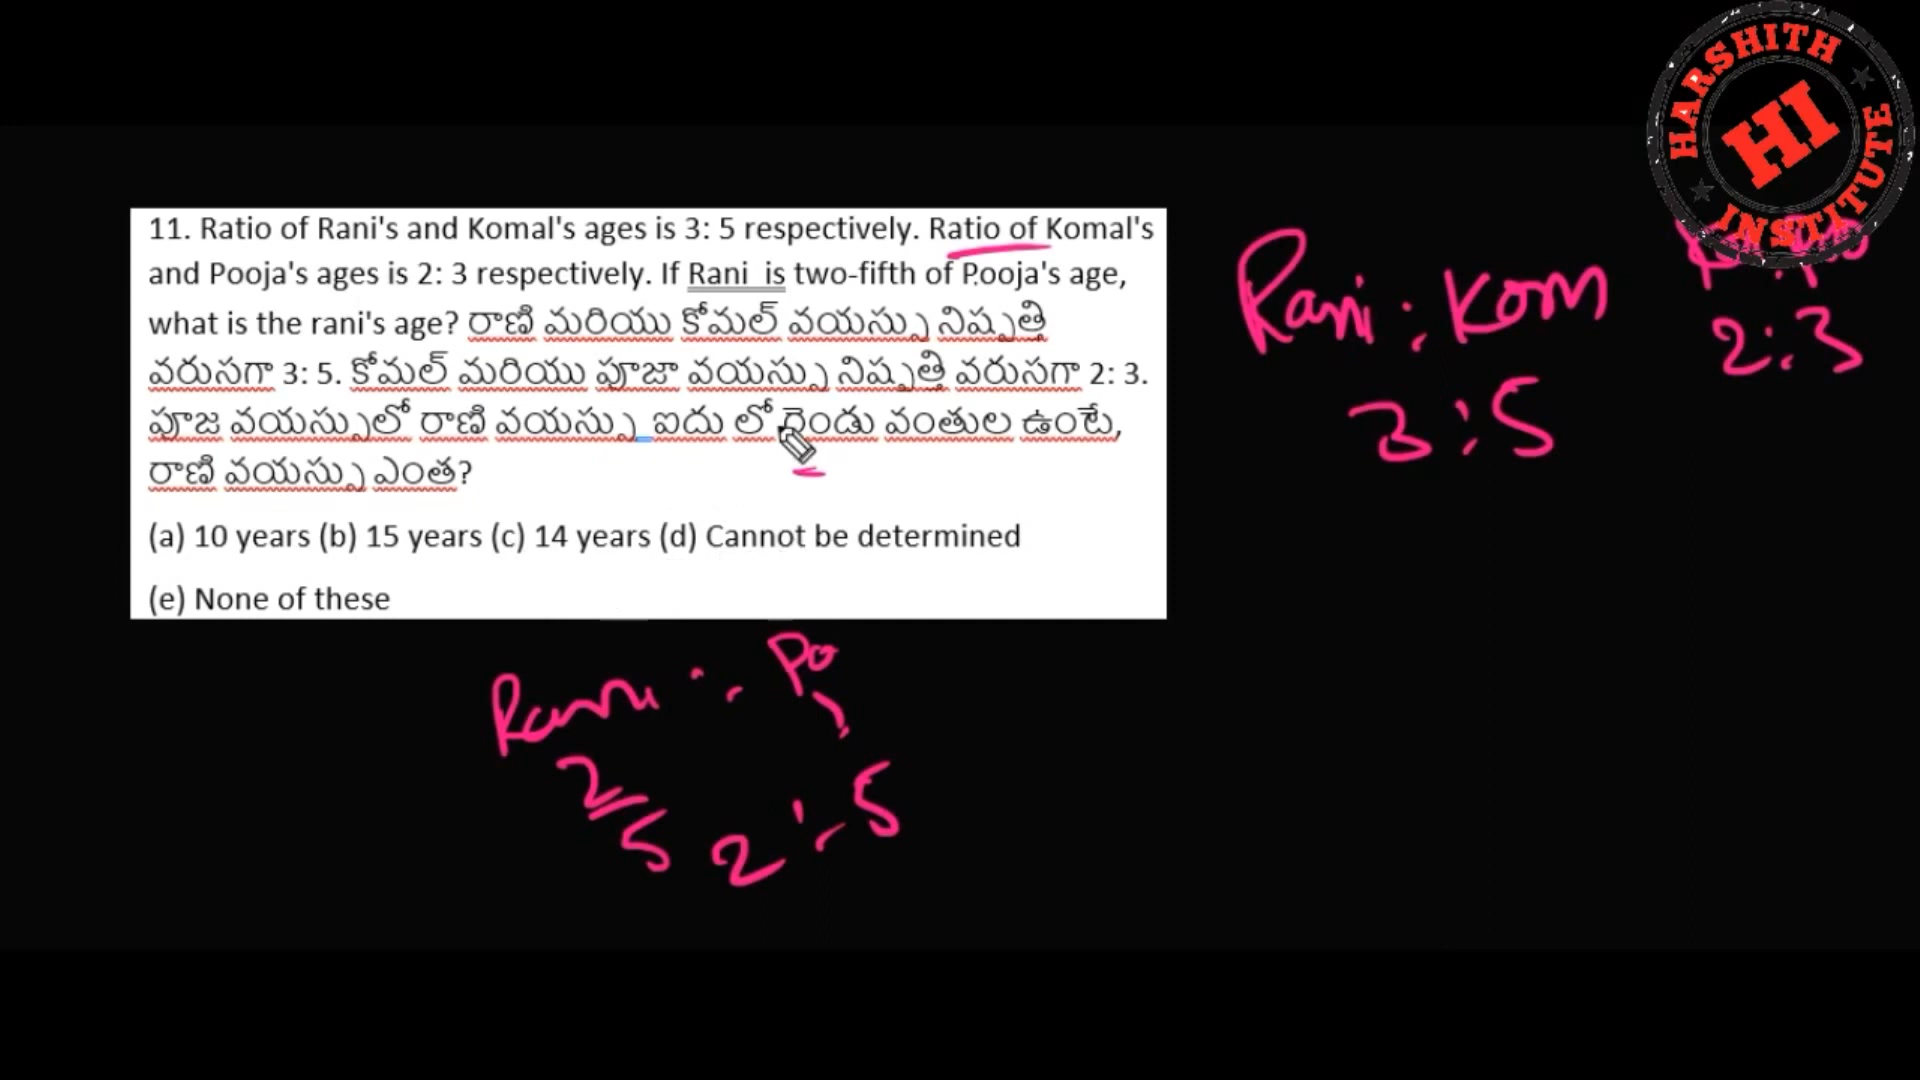 HARSHITH
HI
INSTITUTE
11. Ratio of Rani's and Komal's ages is 3: 5 respectively. Ratio of Komal's
and Pooja's ages is 2: 3 respectively. If Rani is two-fifth of Pooja's age,
what is the rani's age? రాణి మరియు కోమల్ వయస్సు నిష్పత్తి
వరుసగా 3: 5. కోమల్ మరియు పూజా వయస్సు నిష్పత్తి వరుసగా 2: 3.
పూజ వయస్సులో రాణి వయస్సు ఐదు లో రెండు వంతుల ఉంటే,
రాణి వయస్సు ఎంత?
(a) 10 years (b) 15 years (c) 14 years (d) Cannot be determined
(e) None of these
Rani : Kom
3 : 5
2 : 3
Rani : Po
2/5 2 : 5